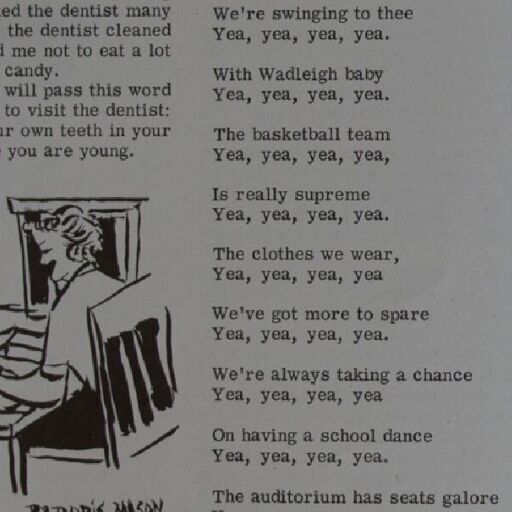 ted the dentist many
the dentist cleaned
me not to eat a lot
candy.
will pass this word
to visit the dentist:
ur own teeth in your
you are young.
We're swinging to thee
Yea, yea, yea, yea.
With Wadleigh baby
Yea, yea, yea, yea.
The basketball team
Yea, yea, yea, yea,
Is really supreme
Yea, yea, yea, yea.
The clothes we wear,
Yea, yea, yea, yea
We've got more to spare
Yea, yea, yea, yea.
We're always taking a chance
Yea, yea, yea, yea
On having a school dance
Yea, yea, yea, yea.
The auditorium has seats galore
MASON